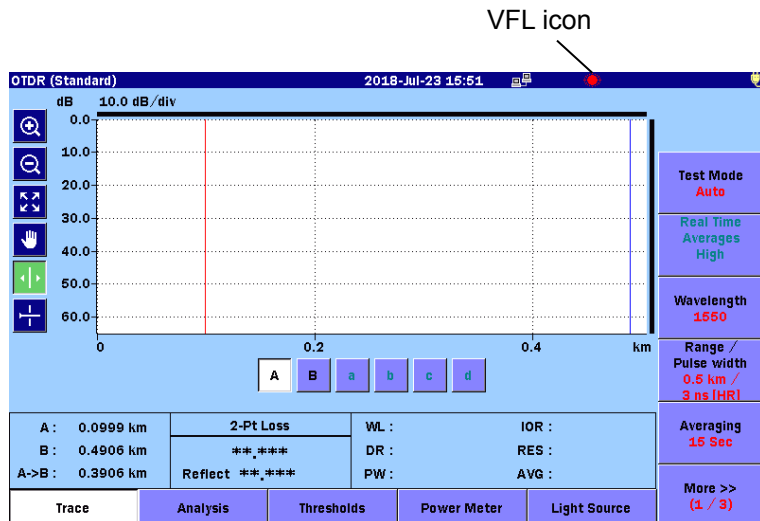 VFL icon
OTDR (Standard) 2018-Jul-23 15:51
dB 10.0 dB/div
0.0
10.0
20.0
30.0
40.0
50.0
60.0
0 0.2 0.4 km
A B a b c d
Test Mode
Auto
Real Time
Averages
High
Wavelength
1550
Range /
Pulse width
0.5 km /
3 ns [HR]
Averaging
15 Sec
More >>
(1 / 3)
A : 0.0999 km 2-Pt Loss WL : IOR :
B : 0.4906 km **.*** DR : RES :
A->B : 0.3906 km Reflect **.*** PW : AVG :
Trace Analysis Thresholds Power Meter Light Source